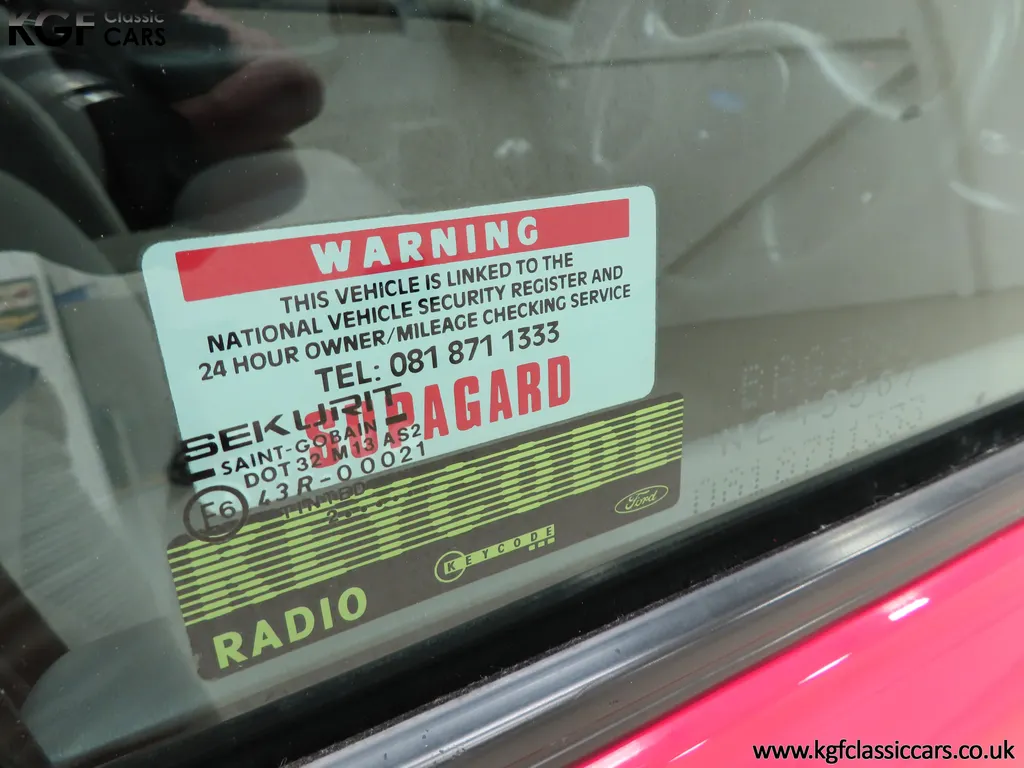 KGF Classic CARS
WARNING
THIS VEHICLE IS LINKED TO THE
NATIONAL VEHICLE SECURITY REGISTER AND
24 HOUR OWNER/MILEAGE CHECKING SERVICE
TEL: 081 871 1333
SUPAGARD
SEKURIT
SAINT-GOBAIN
DOT 32 M13 AS2
43R-00021
E6
TINTED
2
KEYCODE
Ford
KEYCODE
RADIO
www.kgfclassiccars.co.uk